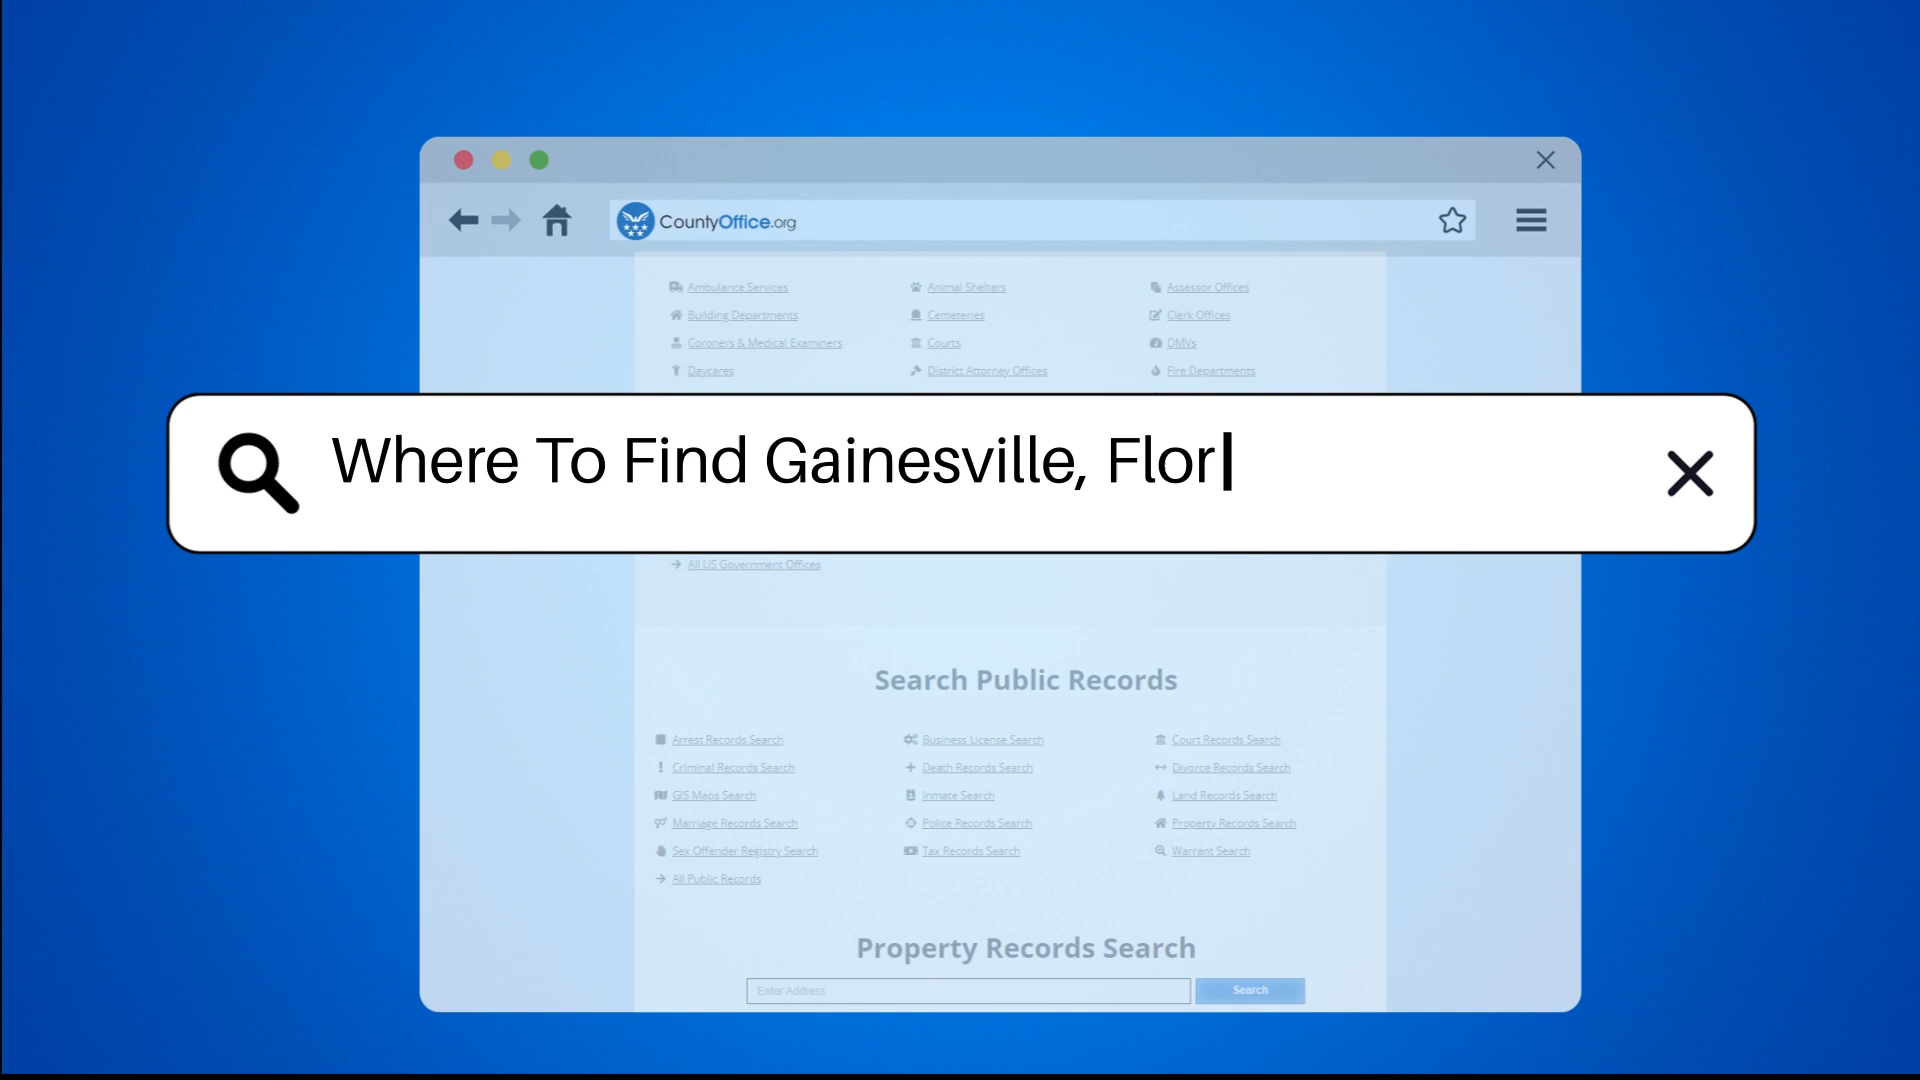 CountyOffice.org
Ambulance Services Animal Shelters Assessor Offices
Building Departments Cemeteries Clerk Offices
Coroners & Medical Examiners Courts DMVs
Daycares District Attorney Offices Fire Departments
Where To Find Gainesville, Flor
All US Government Offices
Search Public Records
Arrest Records Search Business License Search Court Records Search
Criminal Records Search Death Records Search Divorce Records Search
GIS Maps Search Inmate Search Land Records Search
Marriage Records Search Police Records Search Property Records Search
Sex Offender Registry Search Tax Records Search Warrant Search
All Public Records
Property Records Search
Enter Address Search